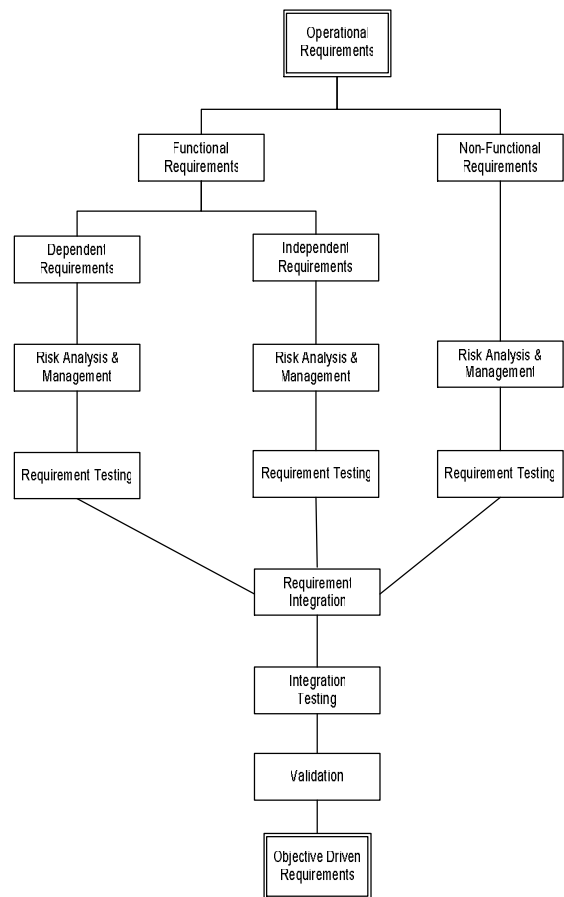 Operational
Requirements
Functional
Requirements
Non-Functional
Requirements
Dependent
Requirements
Independent
Requirements
Risk Analysis &
Management
Risk Analysis &
Management
Risk Analysis &
Management
Requirement Testing
Requirement Testing
Requirement Testing
Requirement
Integration
Integration
Testing
Validation
Objective Driven
Requirements